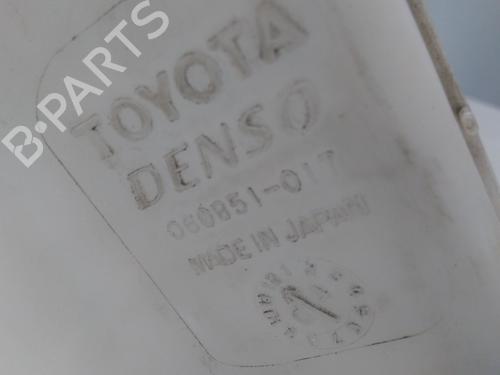 B-PARTS
TOYOTA
DENSO
060851-017
MADE IN JAPAN